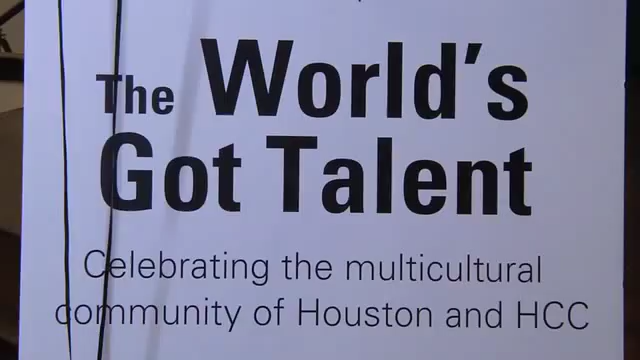 The World's
Got Talent
Celebrating the multicultural
community of Houston and HCC